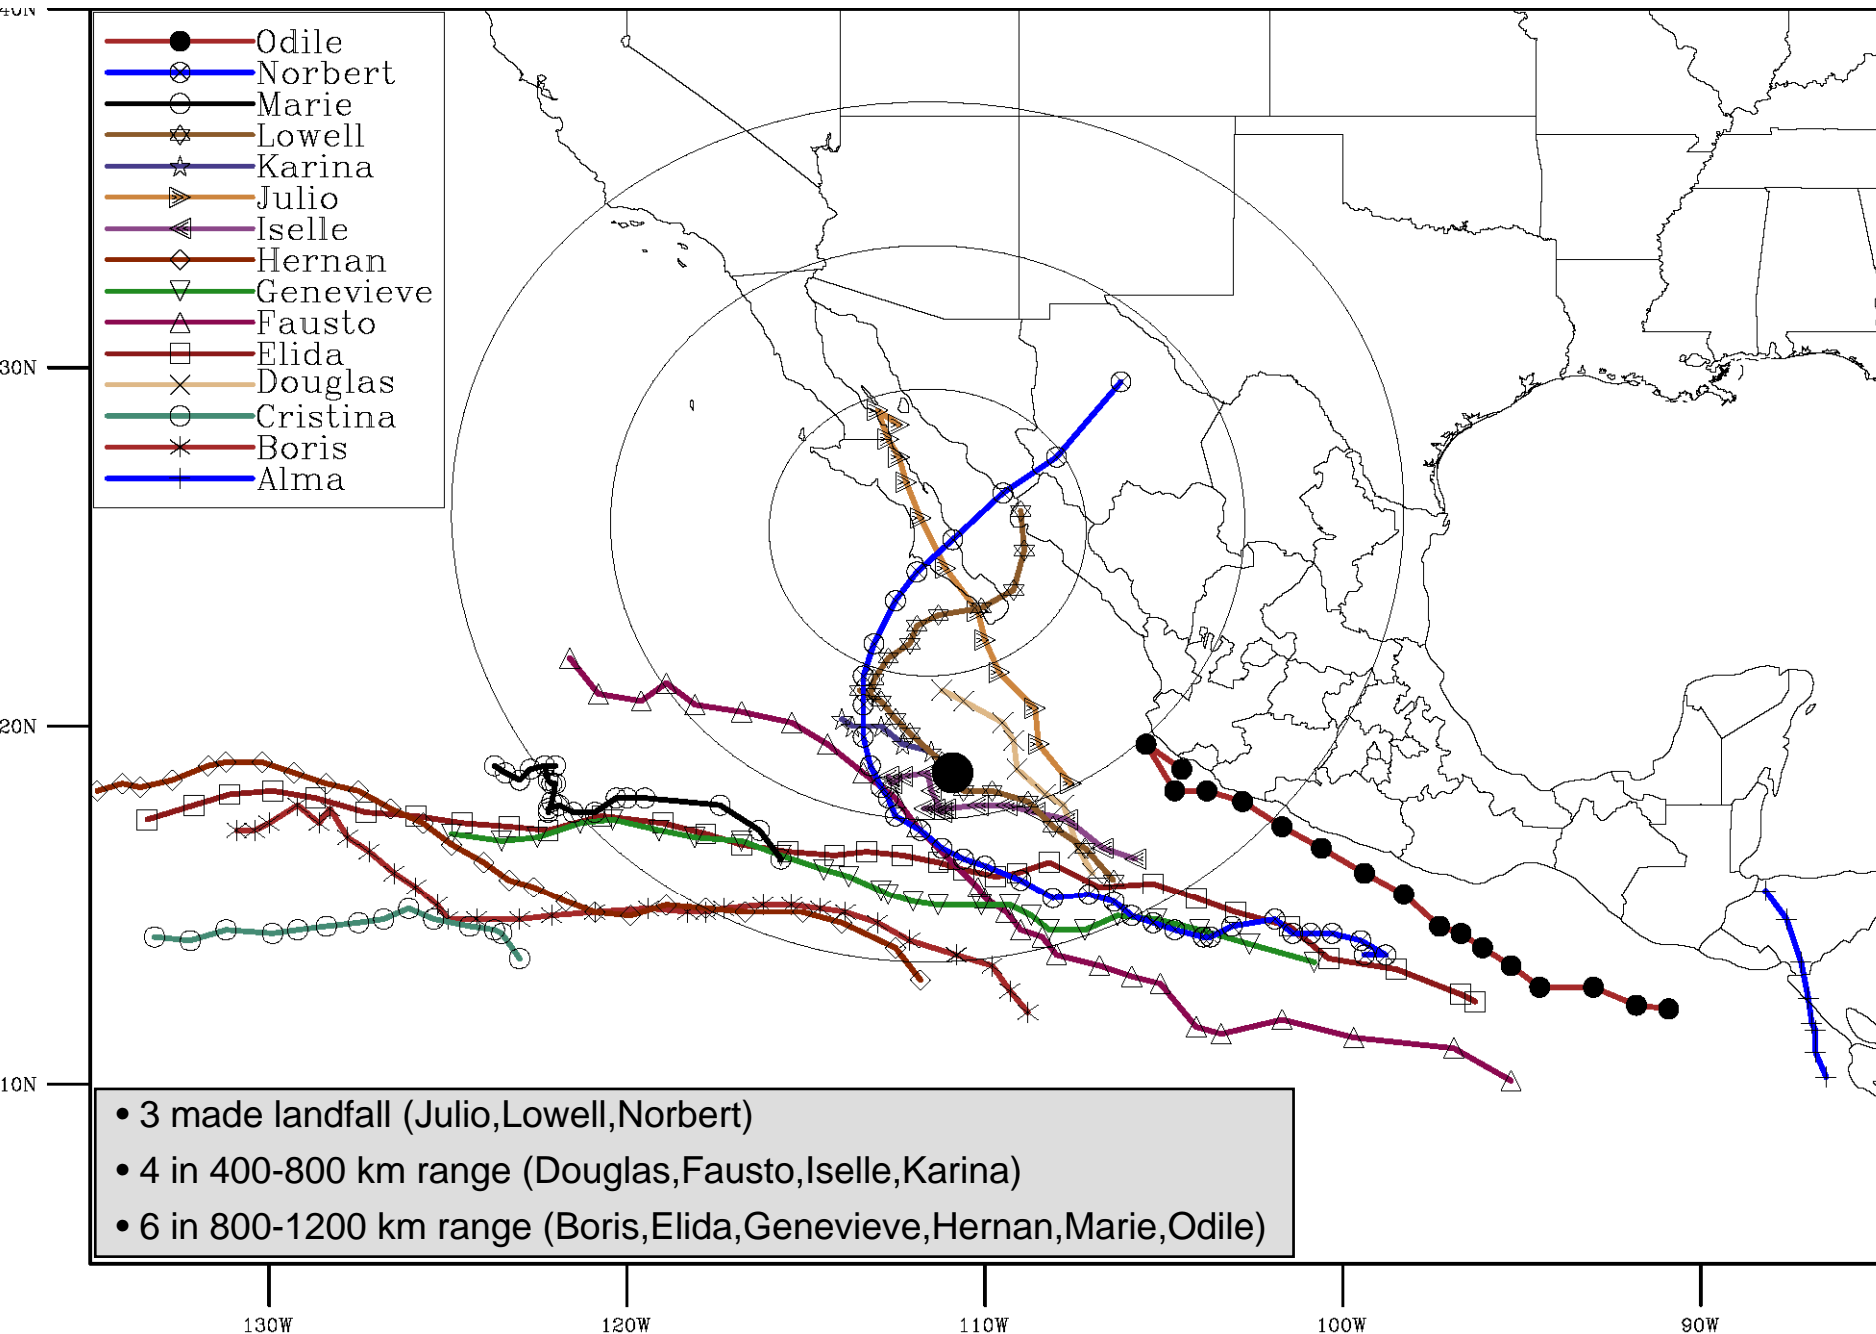 40N
Odile
Norbert
Marie
Lowell
Karina
Julio
Iselle
Hernan
Genevieve
Fausto
Elida
Douglas
Cristina
Boris
Alma
30N
20N
10N
• 3 made landfall (Julio,Lowell,Norbert)
• 4 in 400-800 km range (Douglas,Fausto,Iselle,Karina)
• 6 in 800-1200 km range (Boris,Elida,Genevieve,Hernan,Marie,Odile)
130W 120W 110W 100W 90W